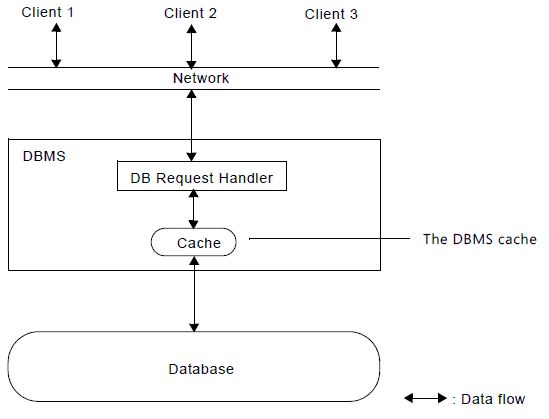 Client 1
Client 2
Client 3
Network
DBMS
DB Request Handler
Cache
The DBMS cache
Database
: Data flow